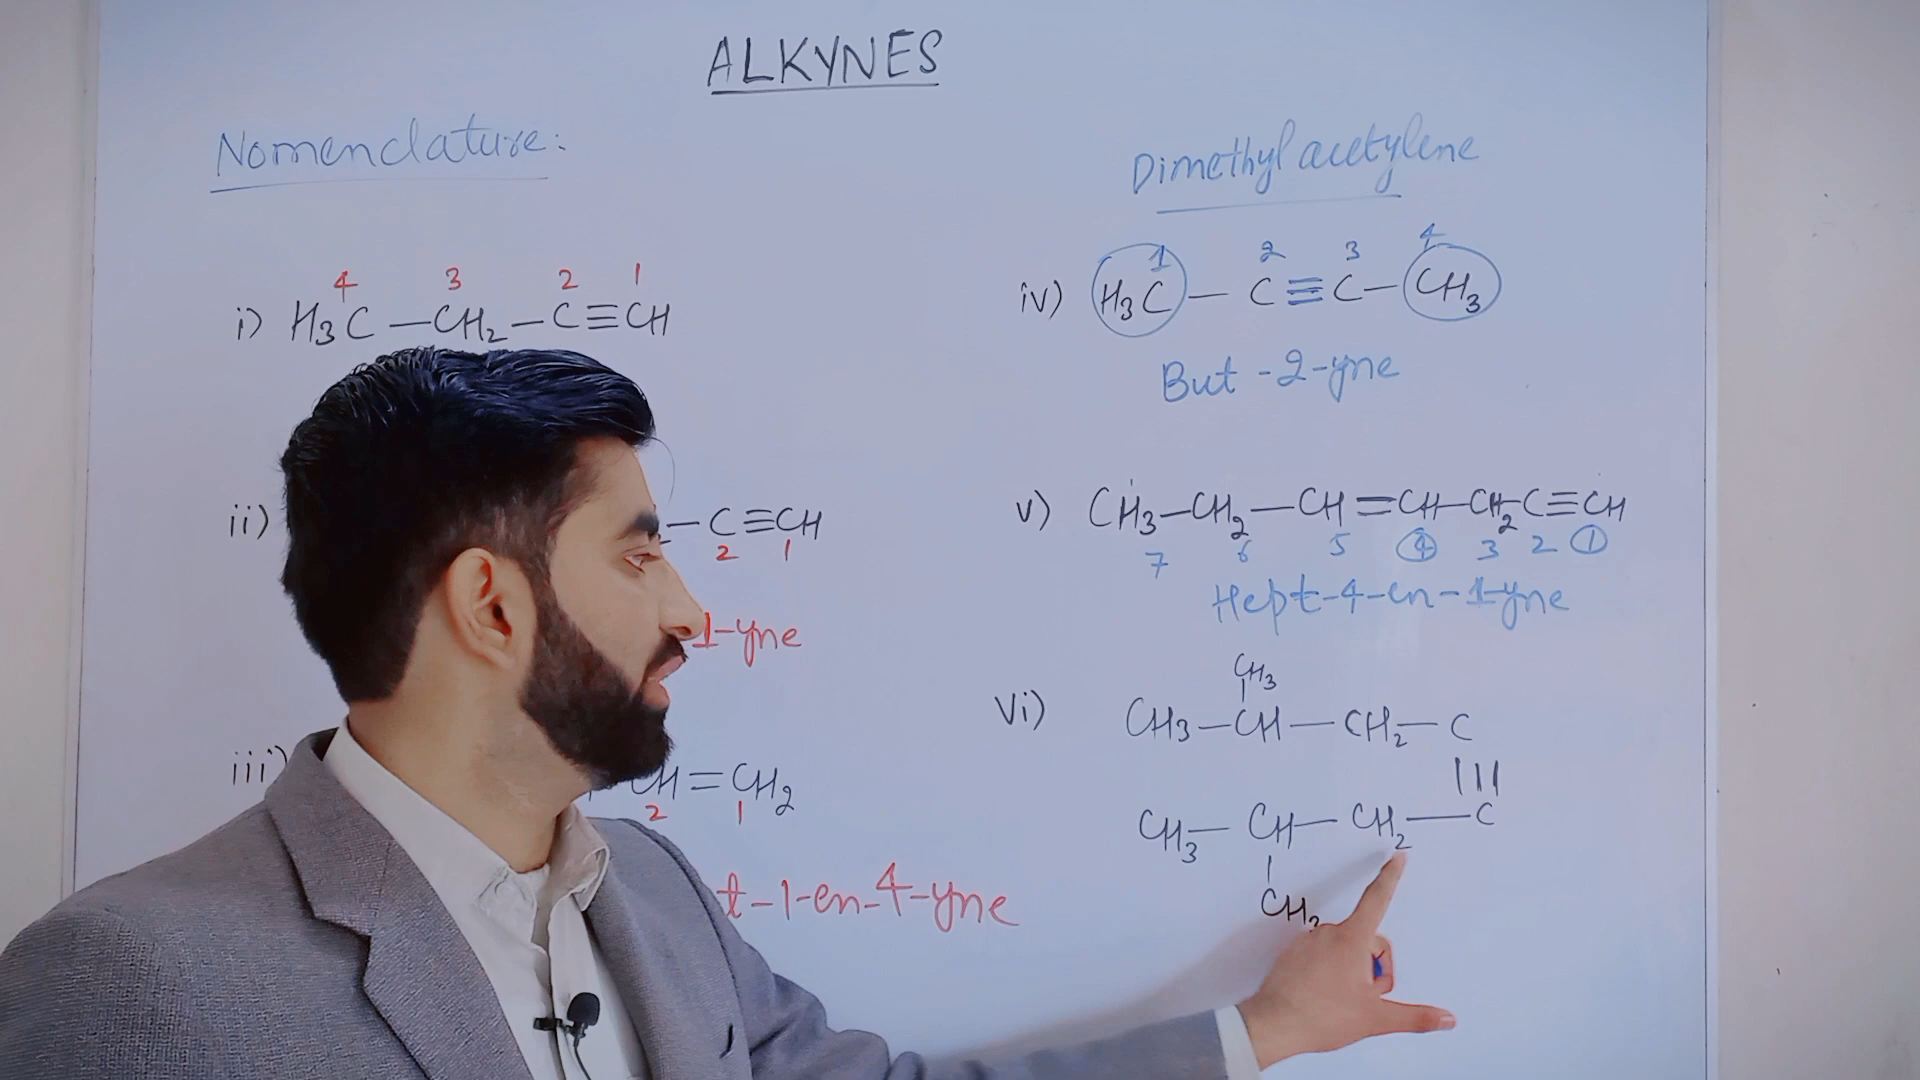 ALKYNES
Nomenclature:
4 3 2 1
i) H3C—CH2—C≡CH
ii) —C≡CH
2 1
1-yne
iii) CH=CH2
2 1
t-1-en-4-yne
Dimethyl acetylene
1 2 3 4
iv) H3C—C≡C—CH3
But-2-yne
v) CH3—CH2—CH=CH—CH2—C≡CH
7 6 5 4 3 2 1
Hept-4-en-1-yne
CH3
|
vi) CH3—CH—CH2—C
|||
CH3—CH—CH2—C
|
CH3